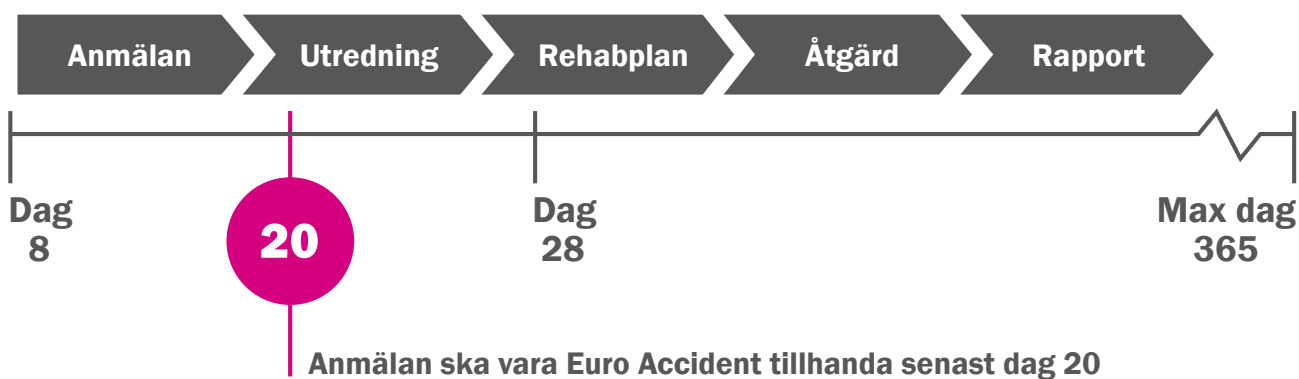 Anmälan
Utredning
Rehabplan
Åtgärd
Rapport
Dag
8
20
Dag
28
Max dag
365
Anmälan ska vara Euro Accident tillhanda senast dag 20